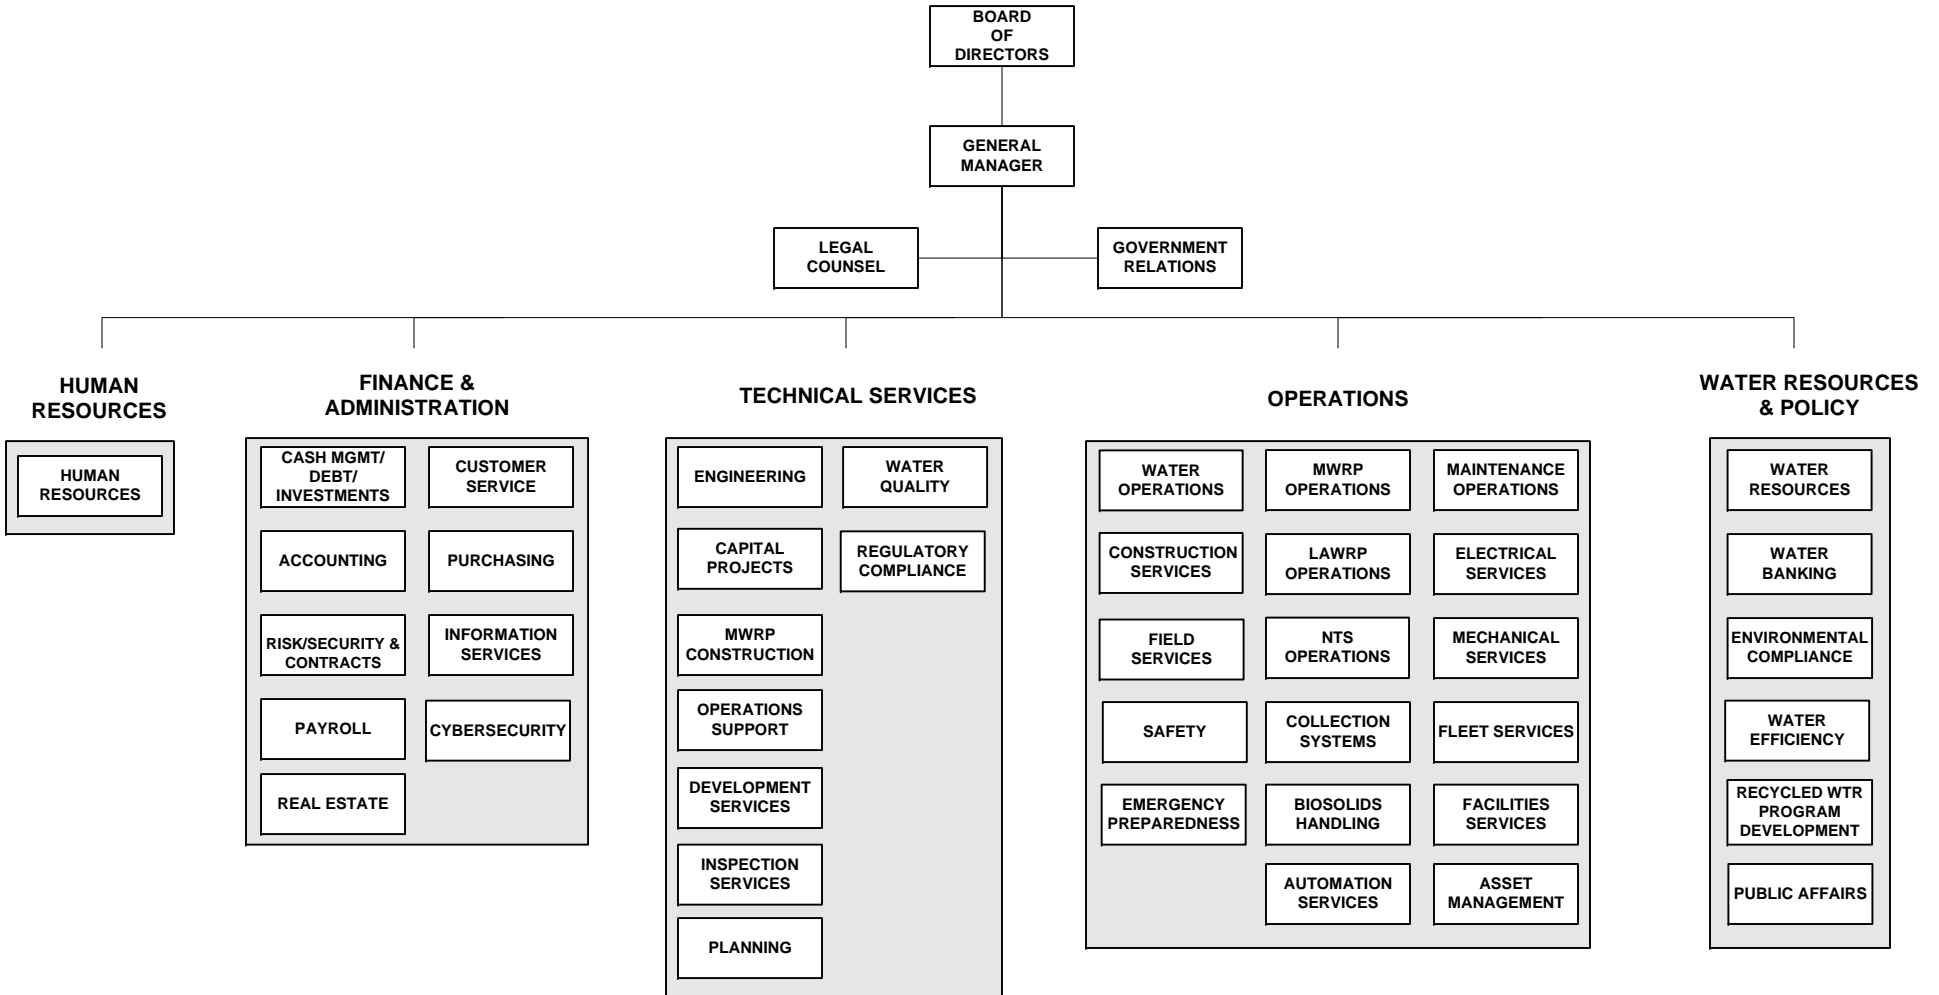 BOARD
OF
DIRECTORS
GENERAL
MANAGER
LEGAL
COUNSEL
GOVERNMENT
RELATIONS
HUMAN
RESOURCES
HUMAN
RESOURCES
FINANCE &
ADMINISTRATION
CASH MGMT/
DEBT/
INVESTMENTS
CUSTOMER
SERVICE
ACCOUNTING
PURCHASING
RISK/SECURITY &
CONTRACTS
INFORMATION
SERVICES
PAYROLL
CYBERSECURITY
REAL ESTATE
TECHNICAL SERVICES
ENGINEERING
WATER
QUALITY
CAPITAL
PROJECTS
REGULATORY
COMPLIANCE
MWRP
CONSTRUCTION
OPERATIONS
SUPPORT
DEVELOPMENT
SERVICES
INSPECTION
SERVICES
PLANNING
OPERATIONS
WATER
OPERATIONS
MWRP
OPERATIONS
MAINTENANCE
OPERATIONS
CONSTRUCTION
SERVICES
LAWRP
OPERATIONS
ELECTRICAL
SERVICES
FIELD
SERVICES
NTS
OPERATIONS
MECHANICAL
SERVICES
SAFETY
COLLECTION
SYSTEMS
FLEET SERVICES
EMERGENCY
PREPAREDNESS
BIOSOLIDS
HANDLING
FACILITIES
SERVICES
AUTOMATION
SERVICES
ASSET
MANAGEMENT
WATER RESOURCES
& POLICY
WATER
RESOURCES
WATER
BANKING
ENVIRONMENTAL
COMPLIANCE
WATER
EFFICIENCY
RECYCLED WTR
PROGRAM
DEVELOPMENT
PUBLIC AFFAIRS